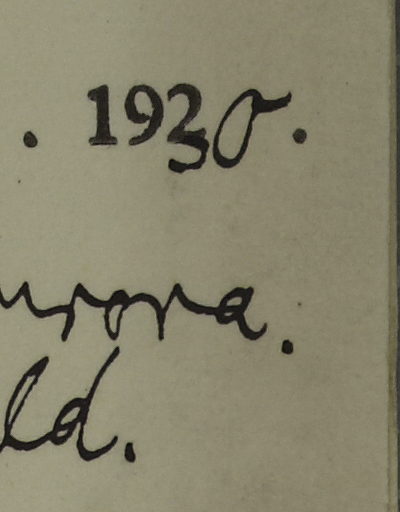 . 1930.
urora.
ld.